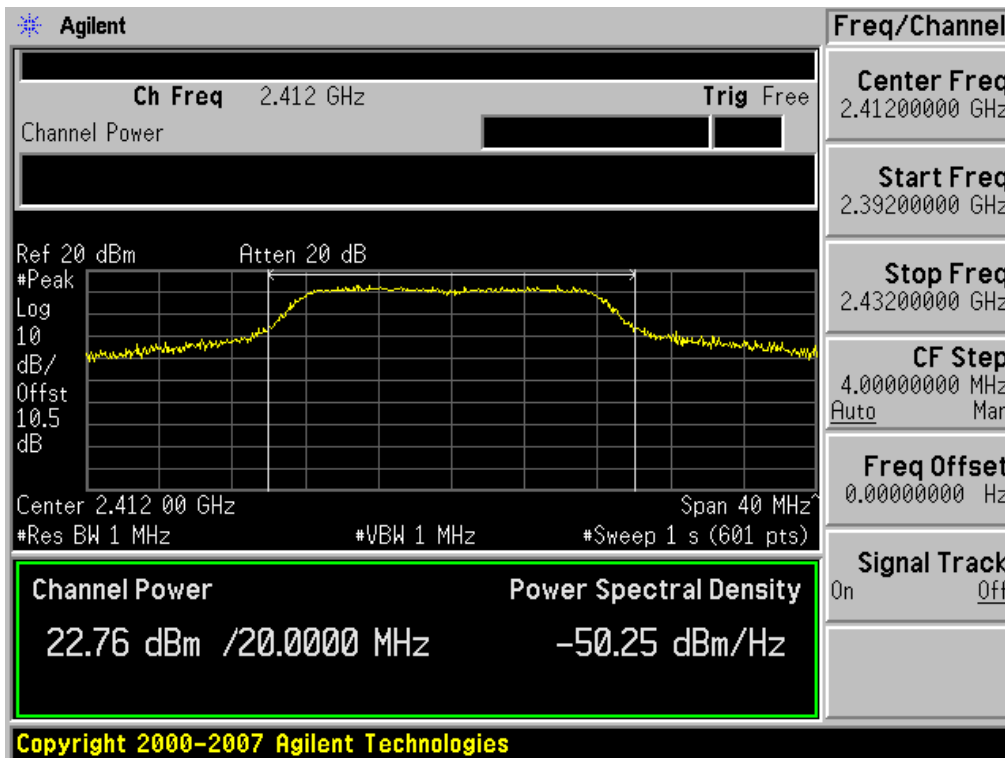 Agilent
Freq/Channel
Ch Freq 2.412 GHz Trig Free
Channel Power
Center Freq
2.41200000 GHz
Start Freq
2.39200000 GHz
Stop Freq
2.43200000 GHz
CF Step
4.00000000 MHz
Auto Man
Freq Offset
0.00000000 Hz
Signal Track
On Off
Ref 20 dBm Atten 20 dB
#Peak
Log
10
dB/
Offst
10.5
dB
Center 2.412 00 GHz Span 40 MHz^
#Res BW 1 MHz #VBW 1 MHz #Sweep 1 s (601 pts)
Channel Power Power Spectral Density
22.76 dBm /20.0000 MHz -50.25 dBm/Hz
Copyright 2000-2007 Agilent Technologies